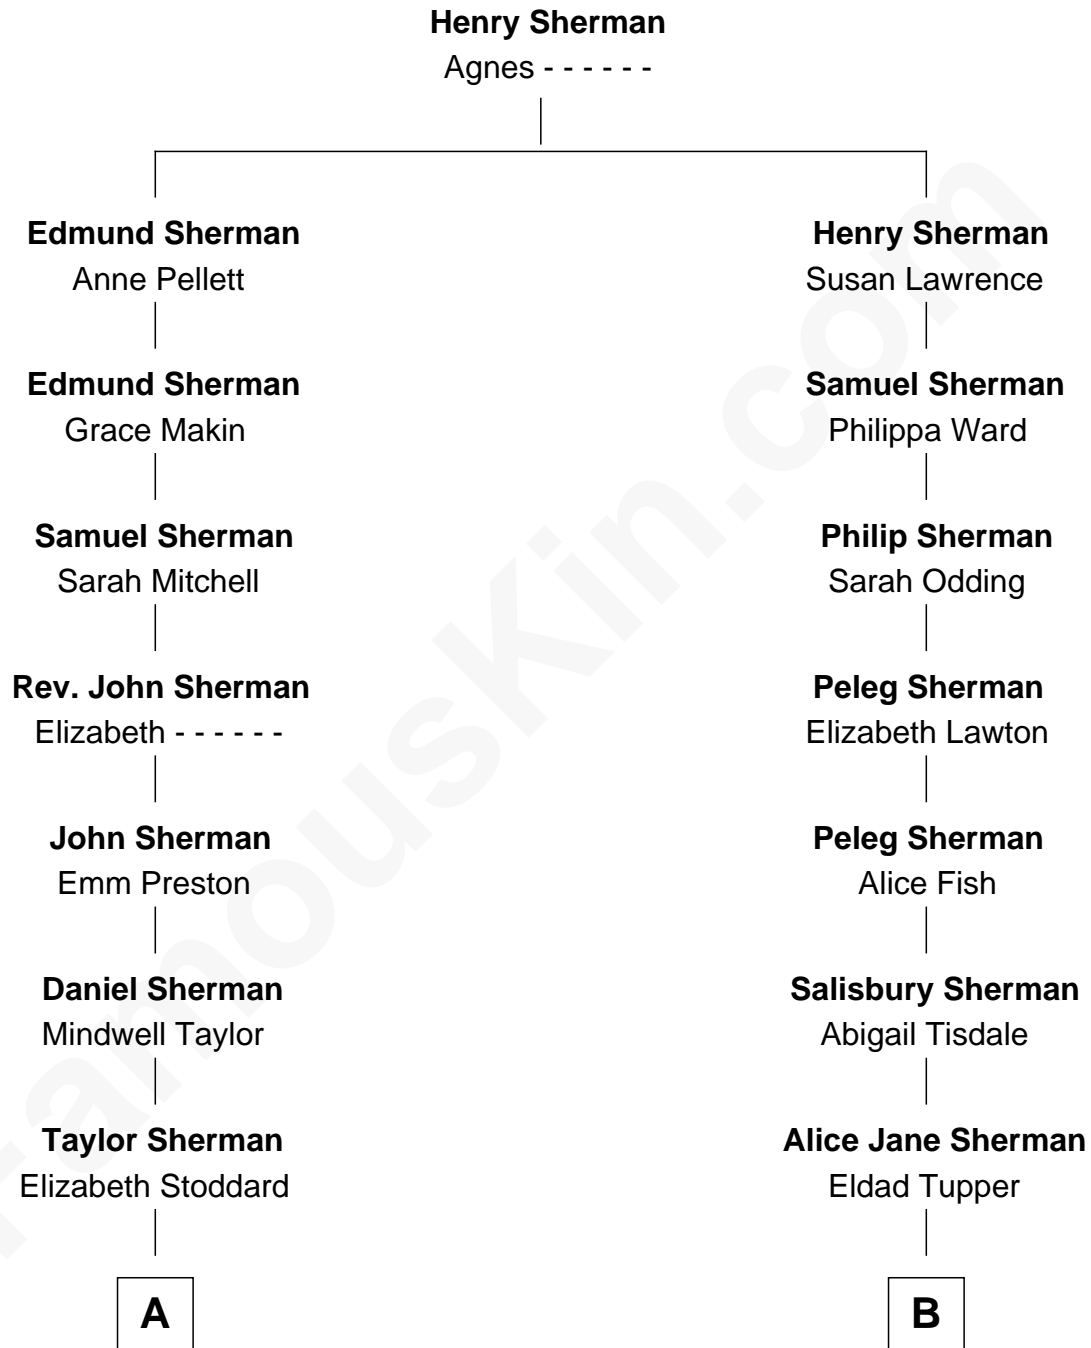 Henry Sherman
Agnes - - - - - -
Edmund Sherman
Anne Pellett
Henry Sherman
Susan Lawrence
Edmund Sherman
Grace Makin
Samuel Sherman
Philippa Ward
Samuel Sherman
Sarah Mitchell
Philip Sherman
Sarah Odding
Rev. John Sherman
Elizabeth - - - - - -
Peleg Sherman
Elizabeth Lawton
John Sherman
Emm Preston
Peleg Sherman
Alice Fish
Daniel Sherman
Mindwell Taylor
Salisbury Sherman
Abigail Tisdale
Taylor Sherman
Elizabeth Stoddard
Alice Jane Sherman
Eldad Tupper
A
B
FamousKin.com